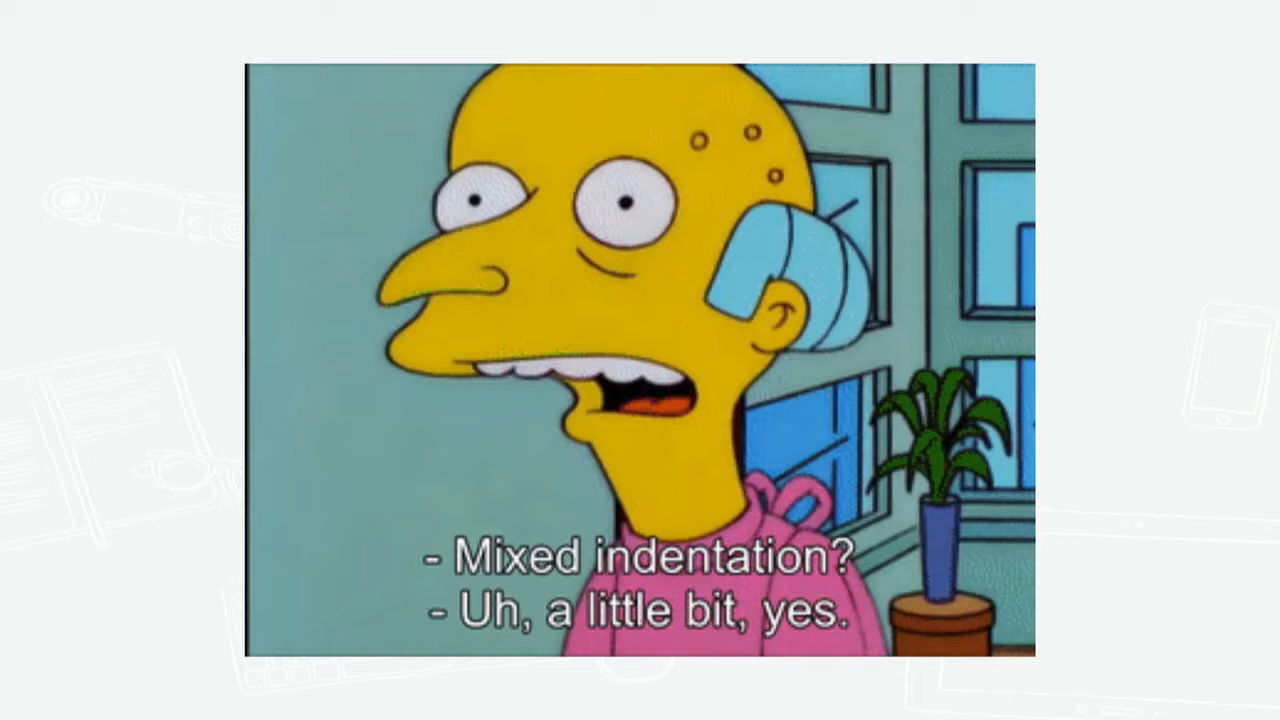 - Mixed indentation?
- Uh, a little bit, yes.